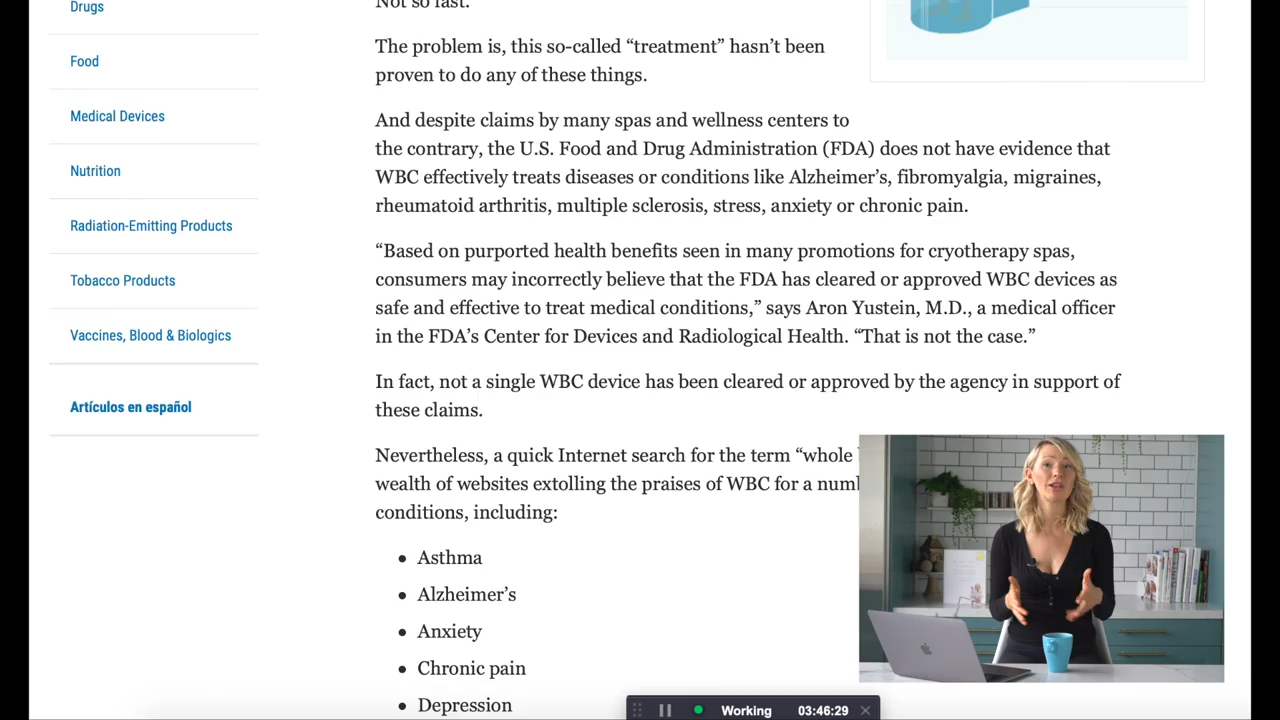 Drugs
Food
Medical Devices
Nutrition
Radiation-Emitting Products
Tobacco Products
Vaccines, Blood & Biologics
Artículos en español
Not so fast.
The problem is, this so-called “treatment” hasn’t been
proven to do any of these things.
And despite claims by many spas and wellness centers to
the contrary, the U.S. Food and Drug Administration (FDA) does not have evidence that
WBC effectively treats diseases or conditions like Alzheimer’s, fibromyalgia, migraines,
rheumatoid arthritis, multiple sclerosis, stress, anxiety or chronic pain.
“Based on purported health benefits seen in many promotions for cryotherapy spas,
consumers may incorrectly believe that the FDA has cleared or approved WBC devices as
safe and effective to treat medical conditions,” says Aron Yustein, M.D., a medical officer
in the FDA’s Center for Devices and Radiological Health. “That is not the case.”
In fact, not a single WBC device has been cleared or approved by the agency in support of
these claims.
Nevertheless, a quick Internet search for the term “whole
wealth of websites extolling the praises of WBC for a
conditions, including:
• Asthma
• Alzheimer’s
• Anxiety
• Chronic pain
• Depression
Working 03:46:29